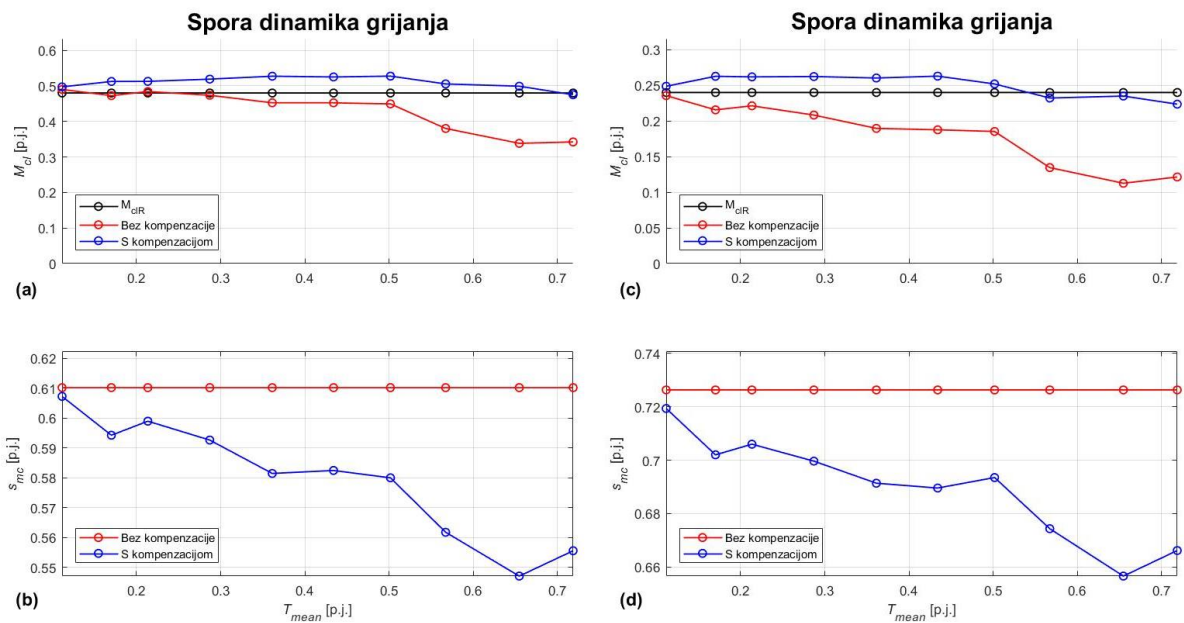 Spora dinamika grijanja
M_cl [p.j.]
0.6
0.5
0.4
0.3
0.2
0.1
0
M_clR
Bez kompenzacije
S kompenzacijom
0.2 0.3 0.4 0.5 0.6 0.7
(a)
Spora dinamika grijanja
M_cl [p.j.]
0.3
0.25
0.2
0.15
0.1
0.05
0
M_clR
Bez kompenzacije
S kompenzacijom
0.2 0.3 0.4 0.5 0.6 0.7
(c)
s_mc [p.j.]
0.62
0.61
0.6
0.59
0.58
0.57
0.56
0.55
Bez kompenzacije
S kompenzacijom
0.2 0.3 0.4 0.5 0.6 0.7
T_mean [p.j.]
(b)
s_mc [p.j.]
0.74
0.72
0.7
0.68
0.66
Bez kompenzacije
S kompenzacijom
0.2 0.3 0.4 0.5 0.6 0.7
T_mean [p.j.]
(d)